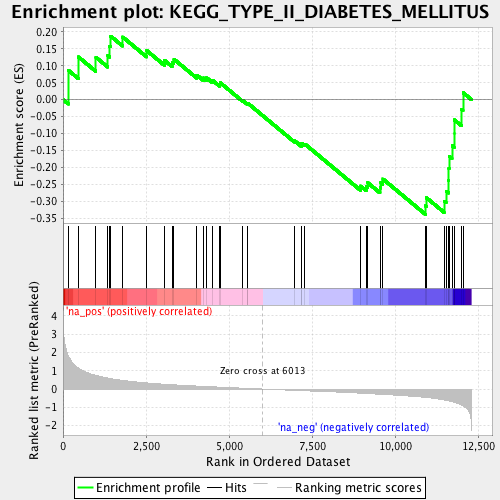 Enrichment plot: KEGG_TYPE_II_DIABETES_MELLITUS
Enrichment score (ES)
0.20
0.15
0.10
0.05
0.00
-0.05
-0.10
-0.15
-0.20
-0.25
-0.30
-0.35
'na_pos' (positively correlated)
Ranked list metric (PreRanked)
4
3
2
1
0
-1
-2
Zero cross at 6013
'na_neg' (negatively correlated)
0
2,500
5,000
7,500
10,000
12,500
Rank in Ordered Dataset
Enrichment profile
Hits
Ranking metric scores